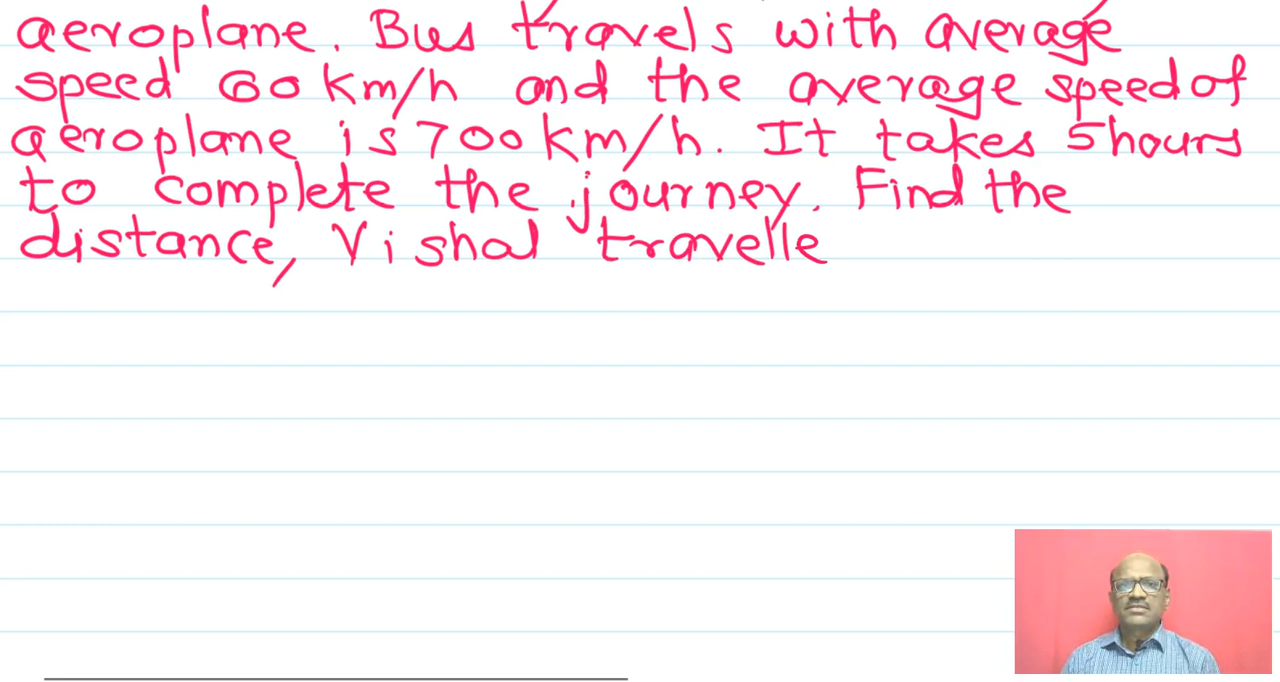 aeroplane. Bus travels with average
speed 60 km/h and the average speed of
aeroplane is 700 km/h. It takes 5 hours
to complete the journey. Find the
distance, Vishal travelle